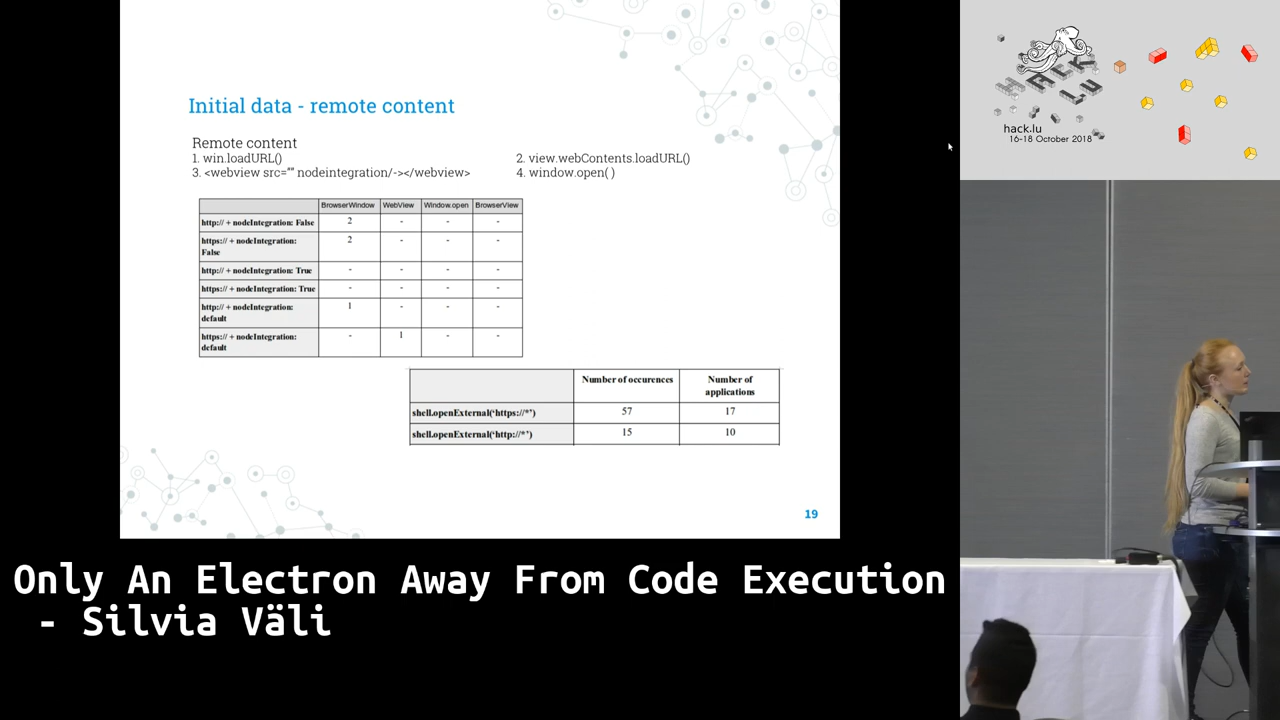 Initial data - remote content
Remote content
1. win.loadURL()
2. view.webContents.loadURL()
3. <webview src="" nodeintegration/-></webview>
4. window.open( )
BrowserWindow WebView Window.open BrowserView
http:// + nodeIntegration: False 2 - - -
https:// + nodeIntegration: False 2 - - -
http:// + nodeIntegration: True - - - -
https:// + nodeIntegration: True - - - -
http:// + nodeIntegration: default 1 - - -
https:// + nodeIntegration: default - 1 - -
Number of occurences Number of applications
shell.openExternal('https://*') 57 17
shell.openExternal('http://*') 15 10
19
Only An Electron Away From Code Execution
- Silvia Väli
HACK
LU
hack.lu
16-18 October 2018